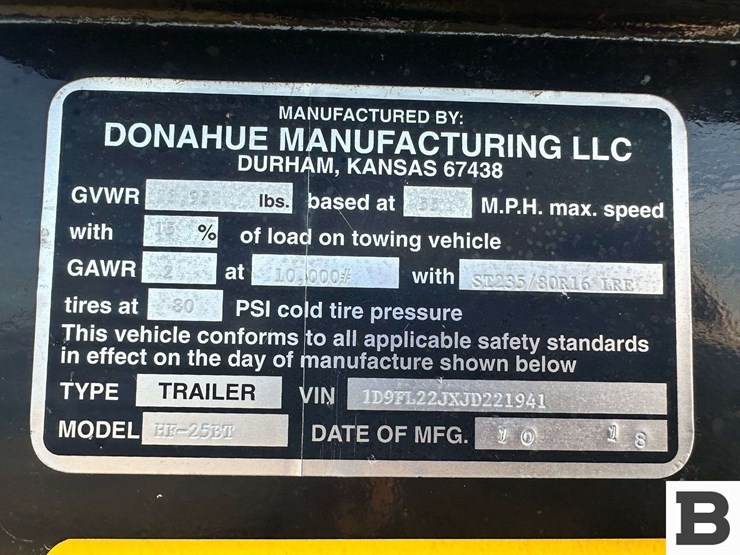 MANUFACTURED BY:
DONAHUE MANUFACTURING LLC
DURHAM, KANSAS 67438
GVWR lbs. based at 55 M.P.H. max. speed
with 15 % of load on towing vehicle
GAWR 2 at 10,000# with ST235/80R16 LRE
tires at 80 PSI cold tire pressure
This vehicle conforms to all applicable safety standards
in effect on the day of manufacture shown below
TYPE TRAILER VIN 1D9FL22JXJD221941
MODEL HF-25BT DATE OF MFG. 10 18
B